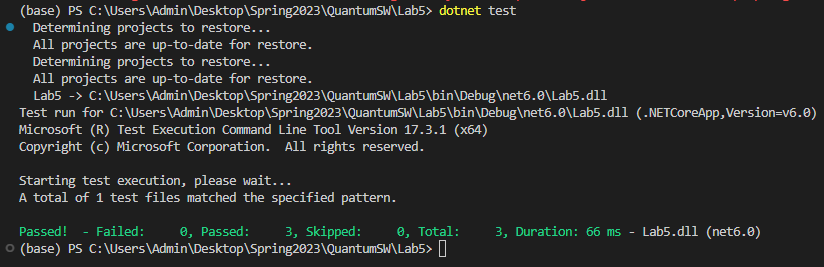 (base) PS C:\Users\Admin\Desktop\Spring2023\QuantumSW\Lab5> dotnet test
Determining projects to restore...
All projects are up-to-date for restore.
Determining projects to restore...
All projects are up-to-date for restore.
Lab5 -> C:\Users\Admin\Desktop\Spring2023\QuantumSW\Lab5\bin\Debug\net6.0\Lab5.dll
Test run for C:\Users\Admin\Desktop\Spring2023\QuantumSW\Lab5\bin\Debug\net6.0\Lab5.dll (.NETCoreApp,Version=v6.0)
Microsoft (R) Test Execution Command Line Tool Version 17.3.1 (x64)
Copyright (c) Microsoft Corporation.  All rights reserved.
Starting test execution, please wait...
A total of 1 test files matched the specified pattern.
Passed!  - Failed:     0, Passed:     3, Skipped:     0, Total:     3, Duration: 66 ms - Lab5.dll (net6.0)
(base) PS C:\Users\Admin\Desktop\Spring2023\QuantumSW\Lab5>